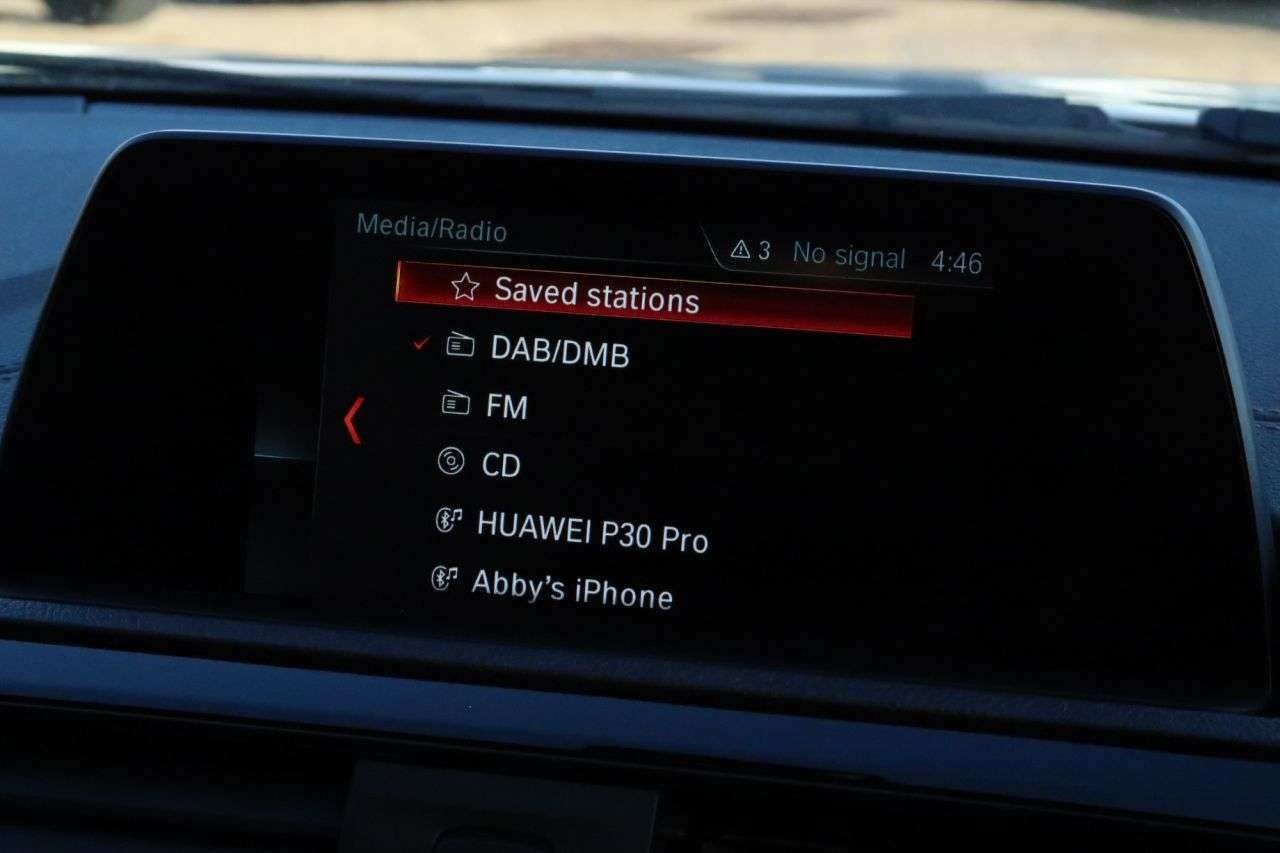 Media/Radio
3 No signal 4:46
Saved stations
DAB/DMB
FM
CD
HUAWEI P30 Pro
Abby's iPhone